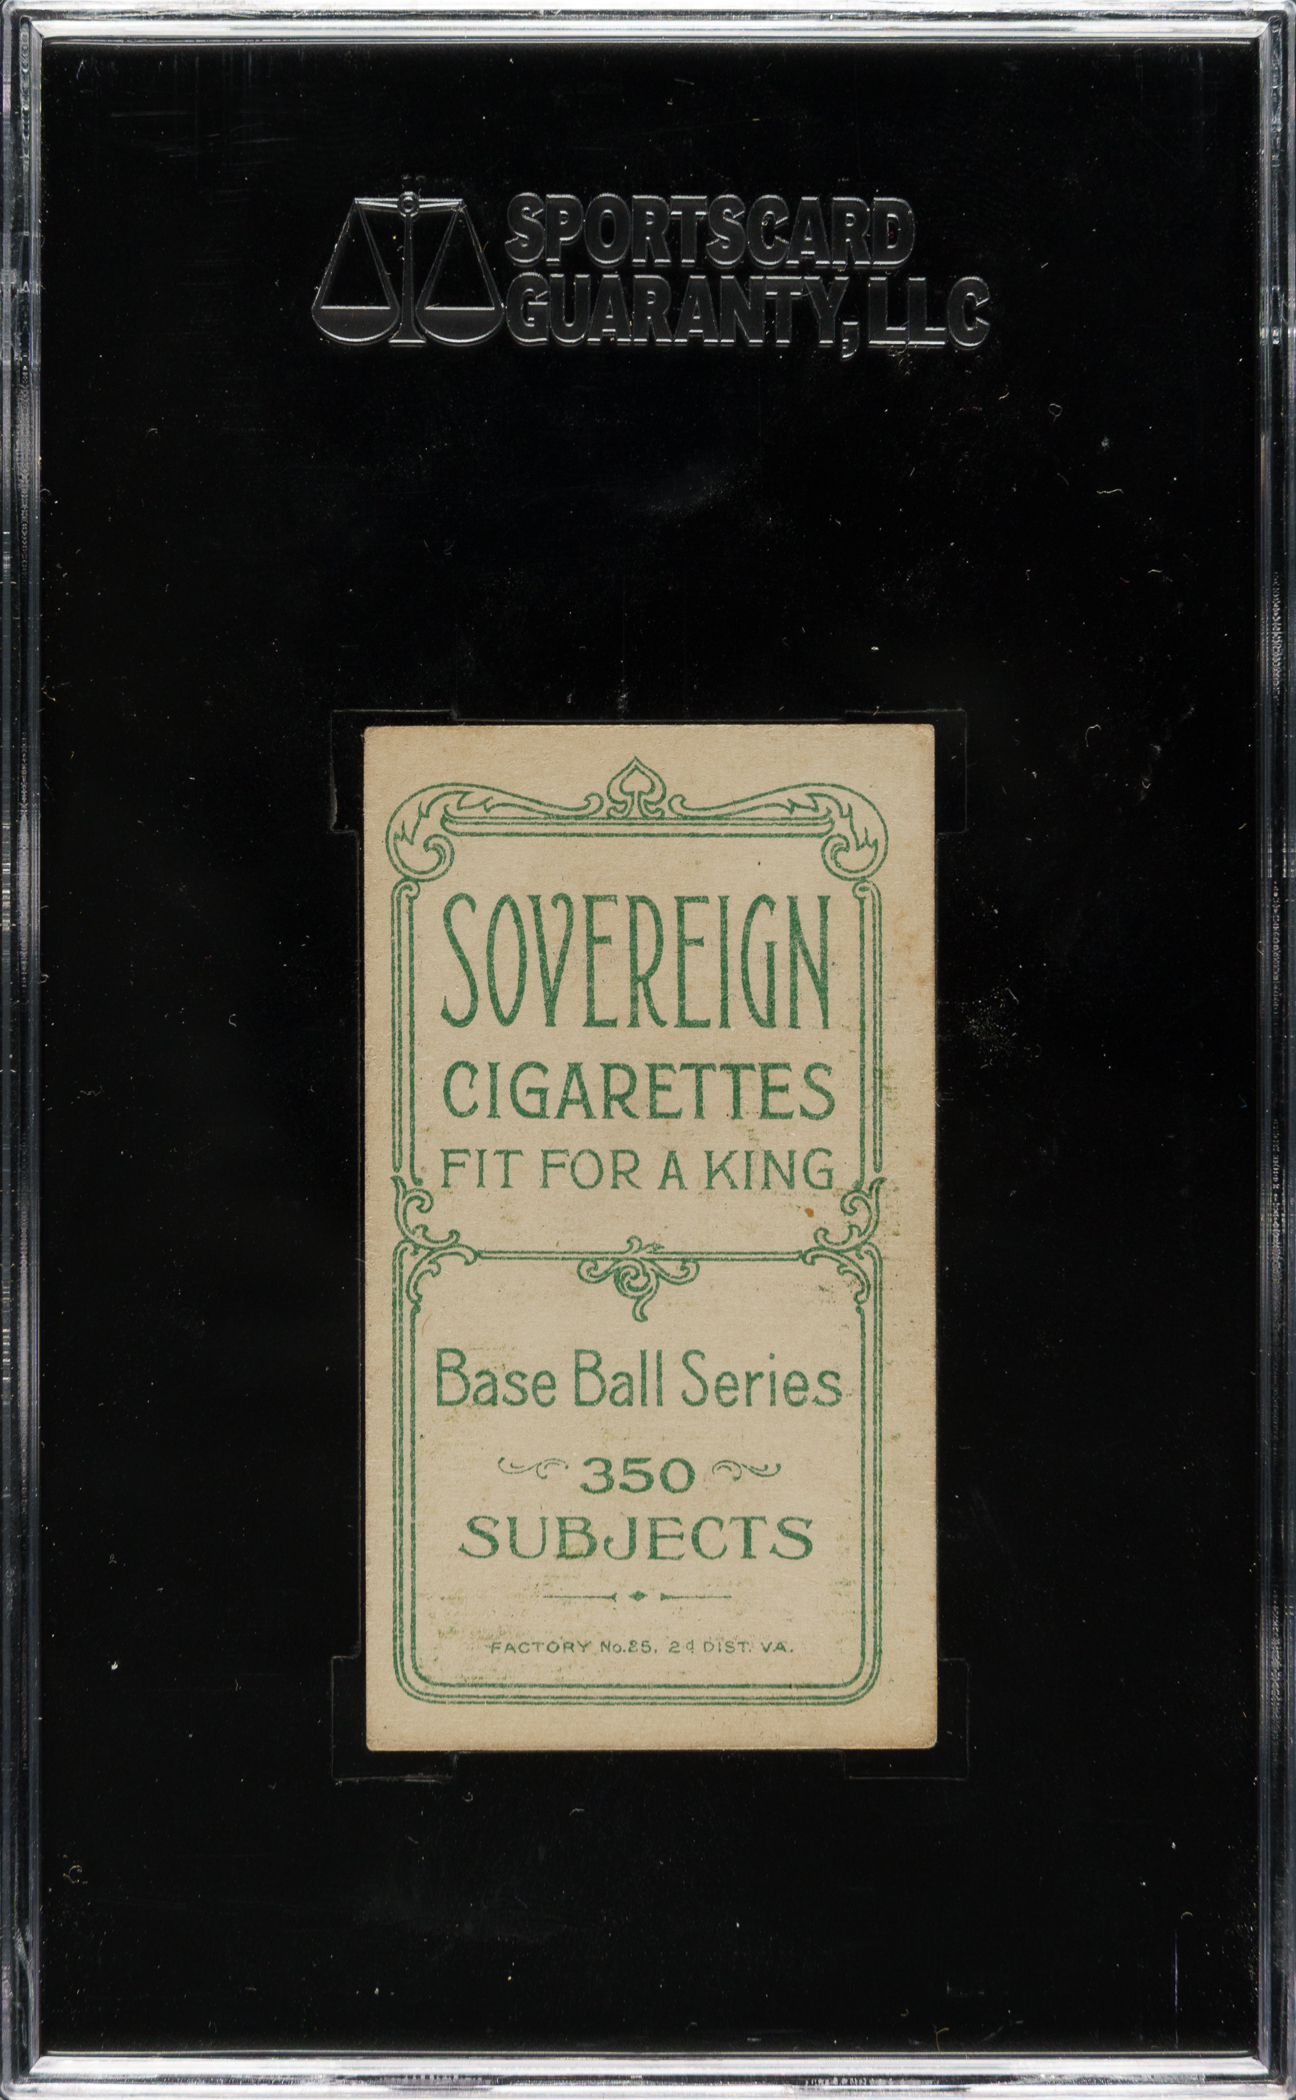 SPORTSCARD
GUARANTY, LLC
SOVEREIGN
CIGARETTES
FIT FOR A KING
Base Ball Series
350
SUBJECTS
FACTORY No.25. 2d DIST. VA.